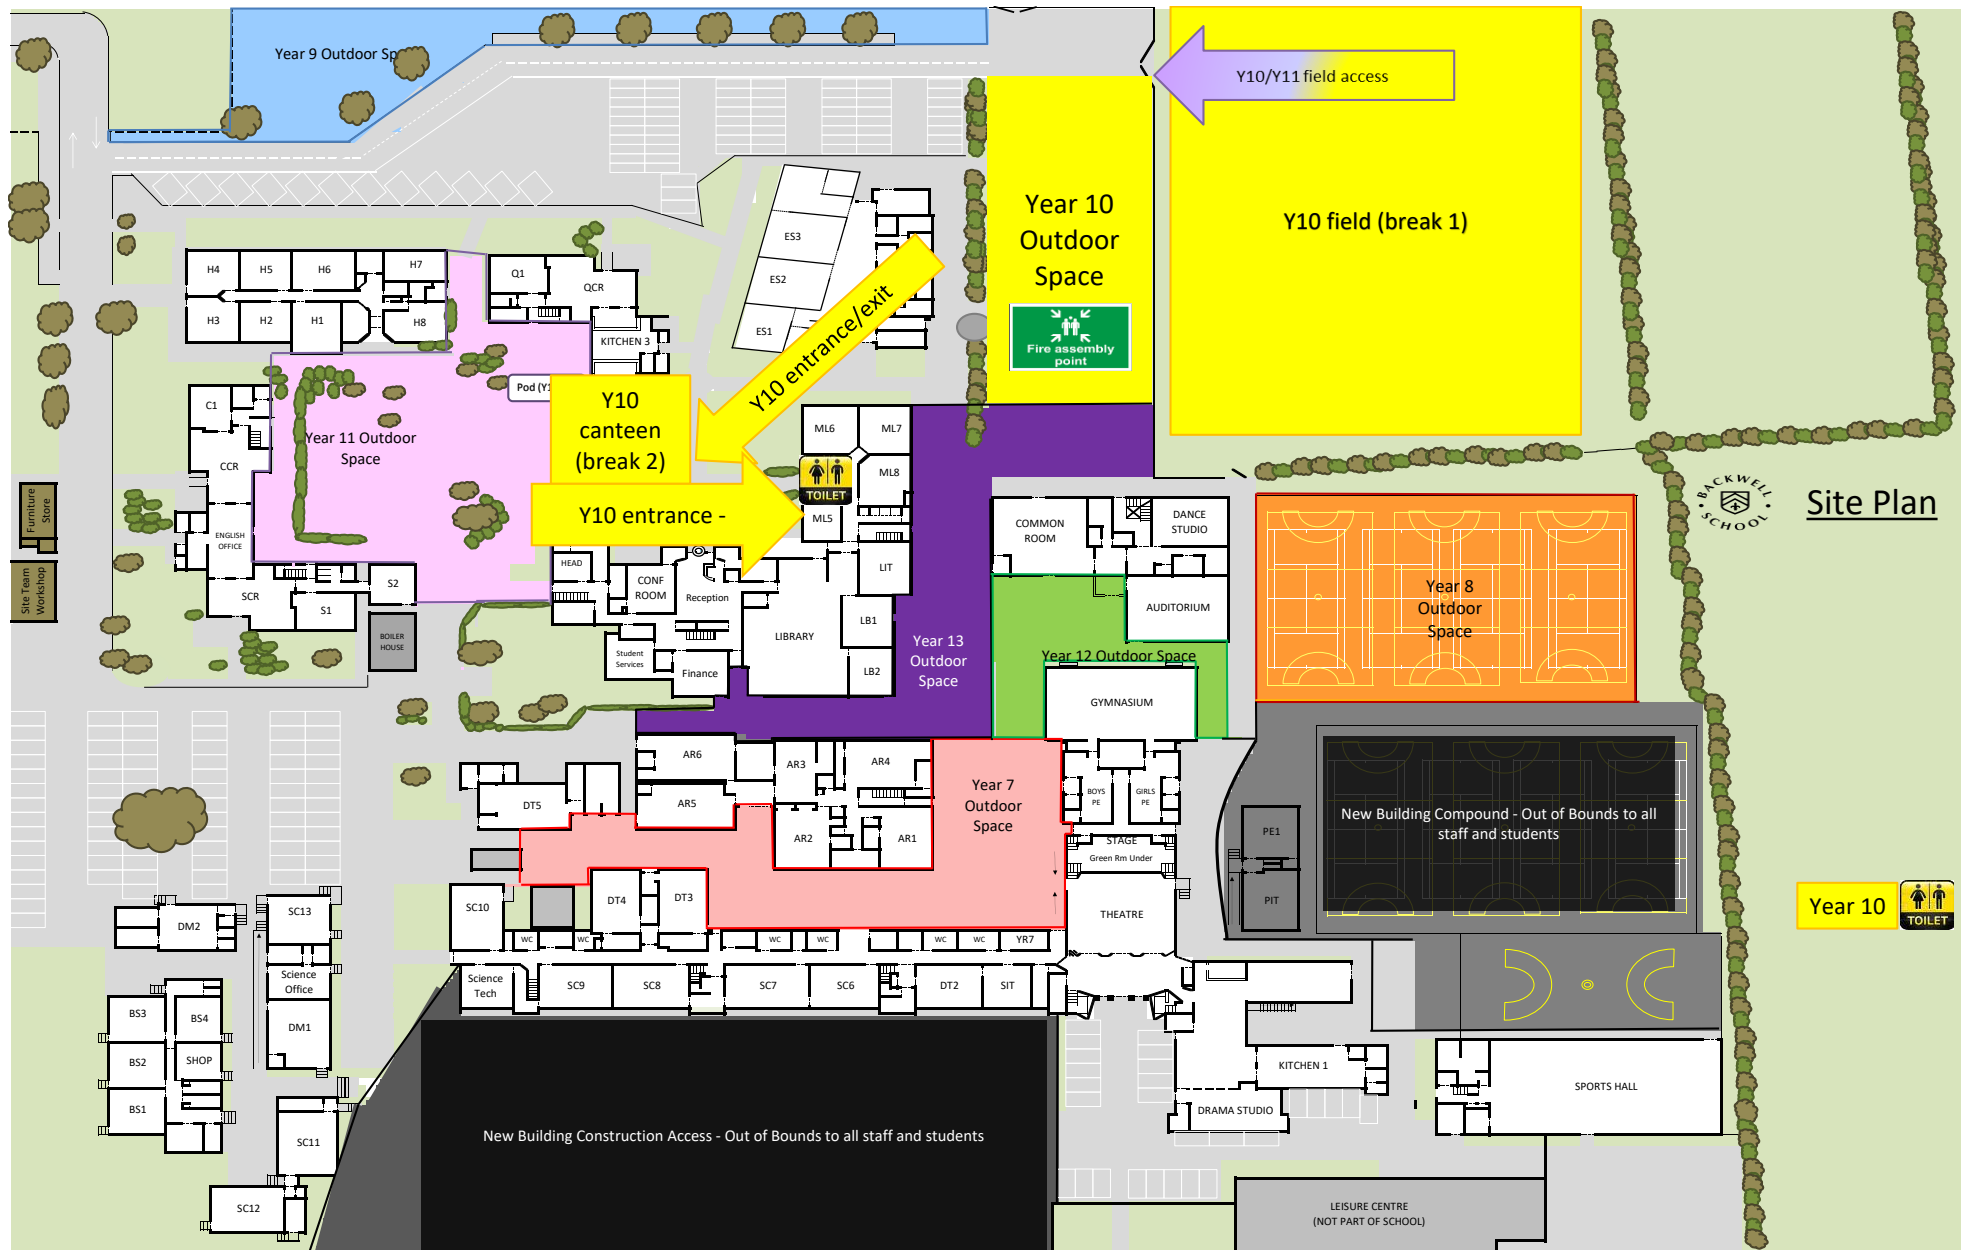 Year 9 Outdoor Sp
Y10/Y11 field access
Year 10
Outdoor
Space
Fire assembly
point
Y10 field (break 1)
H4
H5
H6
H7
H3
H2
H1
H8
Q1
QCR
KITCHEN 3
ES3
ES2
ES1
Y10 entrance/exit
Pod (Y1
Y10
canteen
(break 2)
Y10 entrance -
C1
CCR
ENGLISH
OFFICE
SCR
S1
S2
BOILER
HOUSE
Year 11 Outdoor
Space
Furniture
Store
Site Team
Workshop
ML6
ML7
ML8
TOILET
ML5
LIT
HEAD
CONF
ROOM
Reception
LIBRARY
LB1
LB2
Student
Services
Finance
Year 13
Outdoor
Space
COMMON
ROOM
DANCE
STUDIO
AUDITORIUM
Year 12 Outdoor Space
GYMNASIUM
Year 8
Outdoor
Space
BACKWELL
SCHOOL
Site Plan
AR6
AR5
AR3
AR4
AR2
AR1
DT5
Year 7
Outdoor
Space
BOYS
PE
GIRLS
PE
STAGE
Green Rm Under
THEATRE
PE1
PIT
New Building Compound - Out of Bounds to all
staff and students
Year 10
TOILET
SC10
DT4
DT3
WC
WC
WC
WC
WC
WC
YR7
Science
Tech
SC9
SC8
SC7
SC6
DT2
SIT
DM2
SC13
Science
Office
DM1
BS3
BS4
BS2
SHOP
BS1
SC11
SC12
New Building Construction Access - Out of Bounds to all staff and students
KITCHEN 1
DRAMA STUDIO
SPORTS HALL
LEISURE CENTRE
(NOT PART OF SCHOOL)